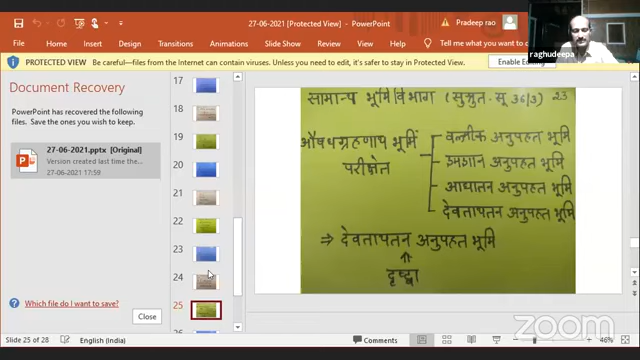 27-06-2021 [Protected View] - PowerPoint
Pradeep rao
File
Home
Insert
Design
Transitions
Animations
Slide Show
Review
View
Help
Tell me what you want
PROTECTED VIEW
Be careful—files from the Internet can contain viruses. Unless you need to edit, it's safer to stay in Protected View.
Enable Editing
raghudeepa
Document Recovery
PowerPoint has recovered the following files. Save the ones you wish to keep.
27-06-2021.pptx [Original]
Version created last time the...
27-06-2021 17:59
Which file do I want to save?
Close
17
18
19
20
21
22
23
24
25
सामान्य भूमि विभाग (सुश्रुत. सू 36|3) 23
औषधग्रहणाय भूमिं
परीक्षेत
वल्मीक अनुपहत भूमि
श्मशान अनुपहत भूमि
आघातन अनुपहत भूमि
देवतायतन अनुपहत भूमि
⇒ देवतायतन अनुपहत भूमि
⇑
दृष्ट्वा
Slide 25 of 28
English (India)
Comments
46%
zoom